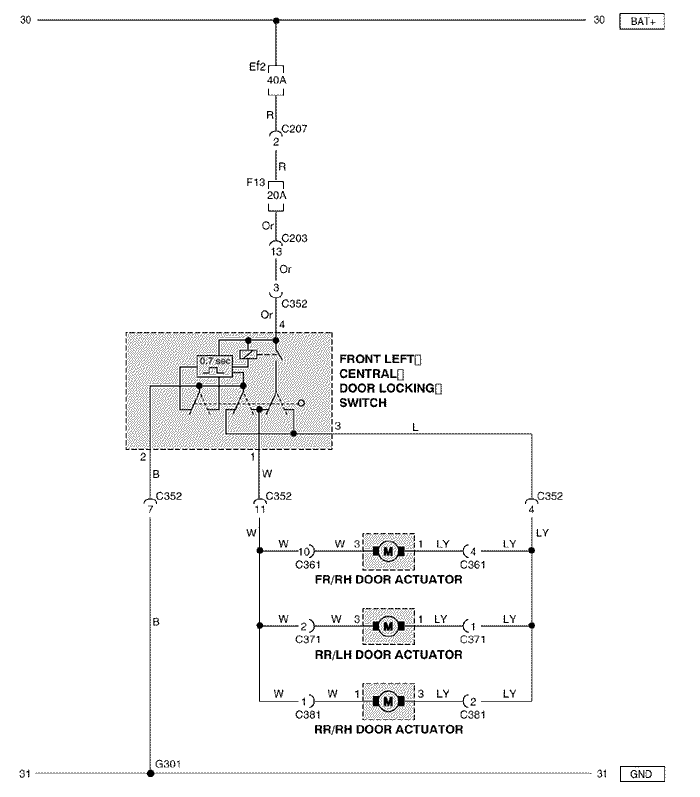 30 30 BAT+
Ef2
40A
R
C207
2
R
F13
20A
Or
C203
13
Or
3
C352
Or
4
0.7 sec
FRONT LEFT▯
CENTRAL▯
DOOR LOCKING▯
SWITCH
3 L
2 1
B W
C352 C352 C352
7 11 4
W LY
W 10 W 3 M 1 LY 4 LY
C361 C361
FR/RH DOOR ACTUATOR
B W 2 W 3 M 1 LY 1 LY
C371 C371
RR/LH DOOR ACTUATOR
W 1 W 1 M 3 LY 2 LY
C381 C381
RR/RH DOOR ACTUATOR
G301
31 31 GND